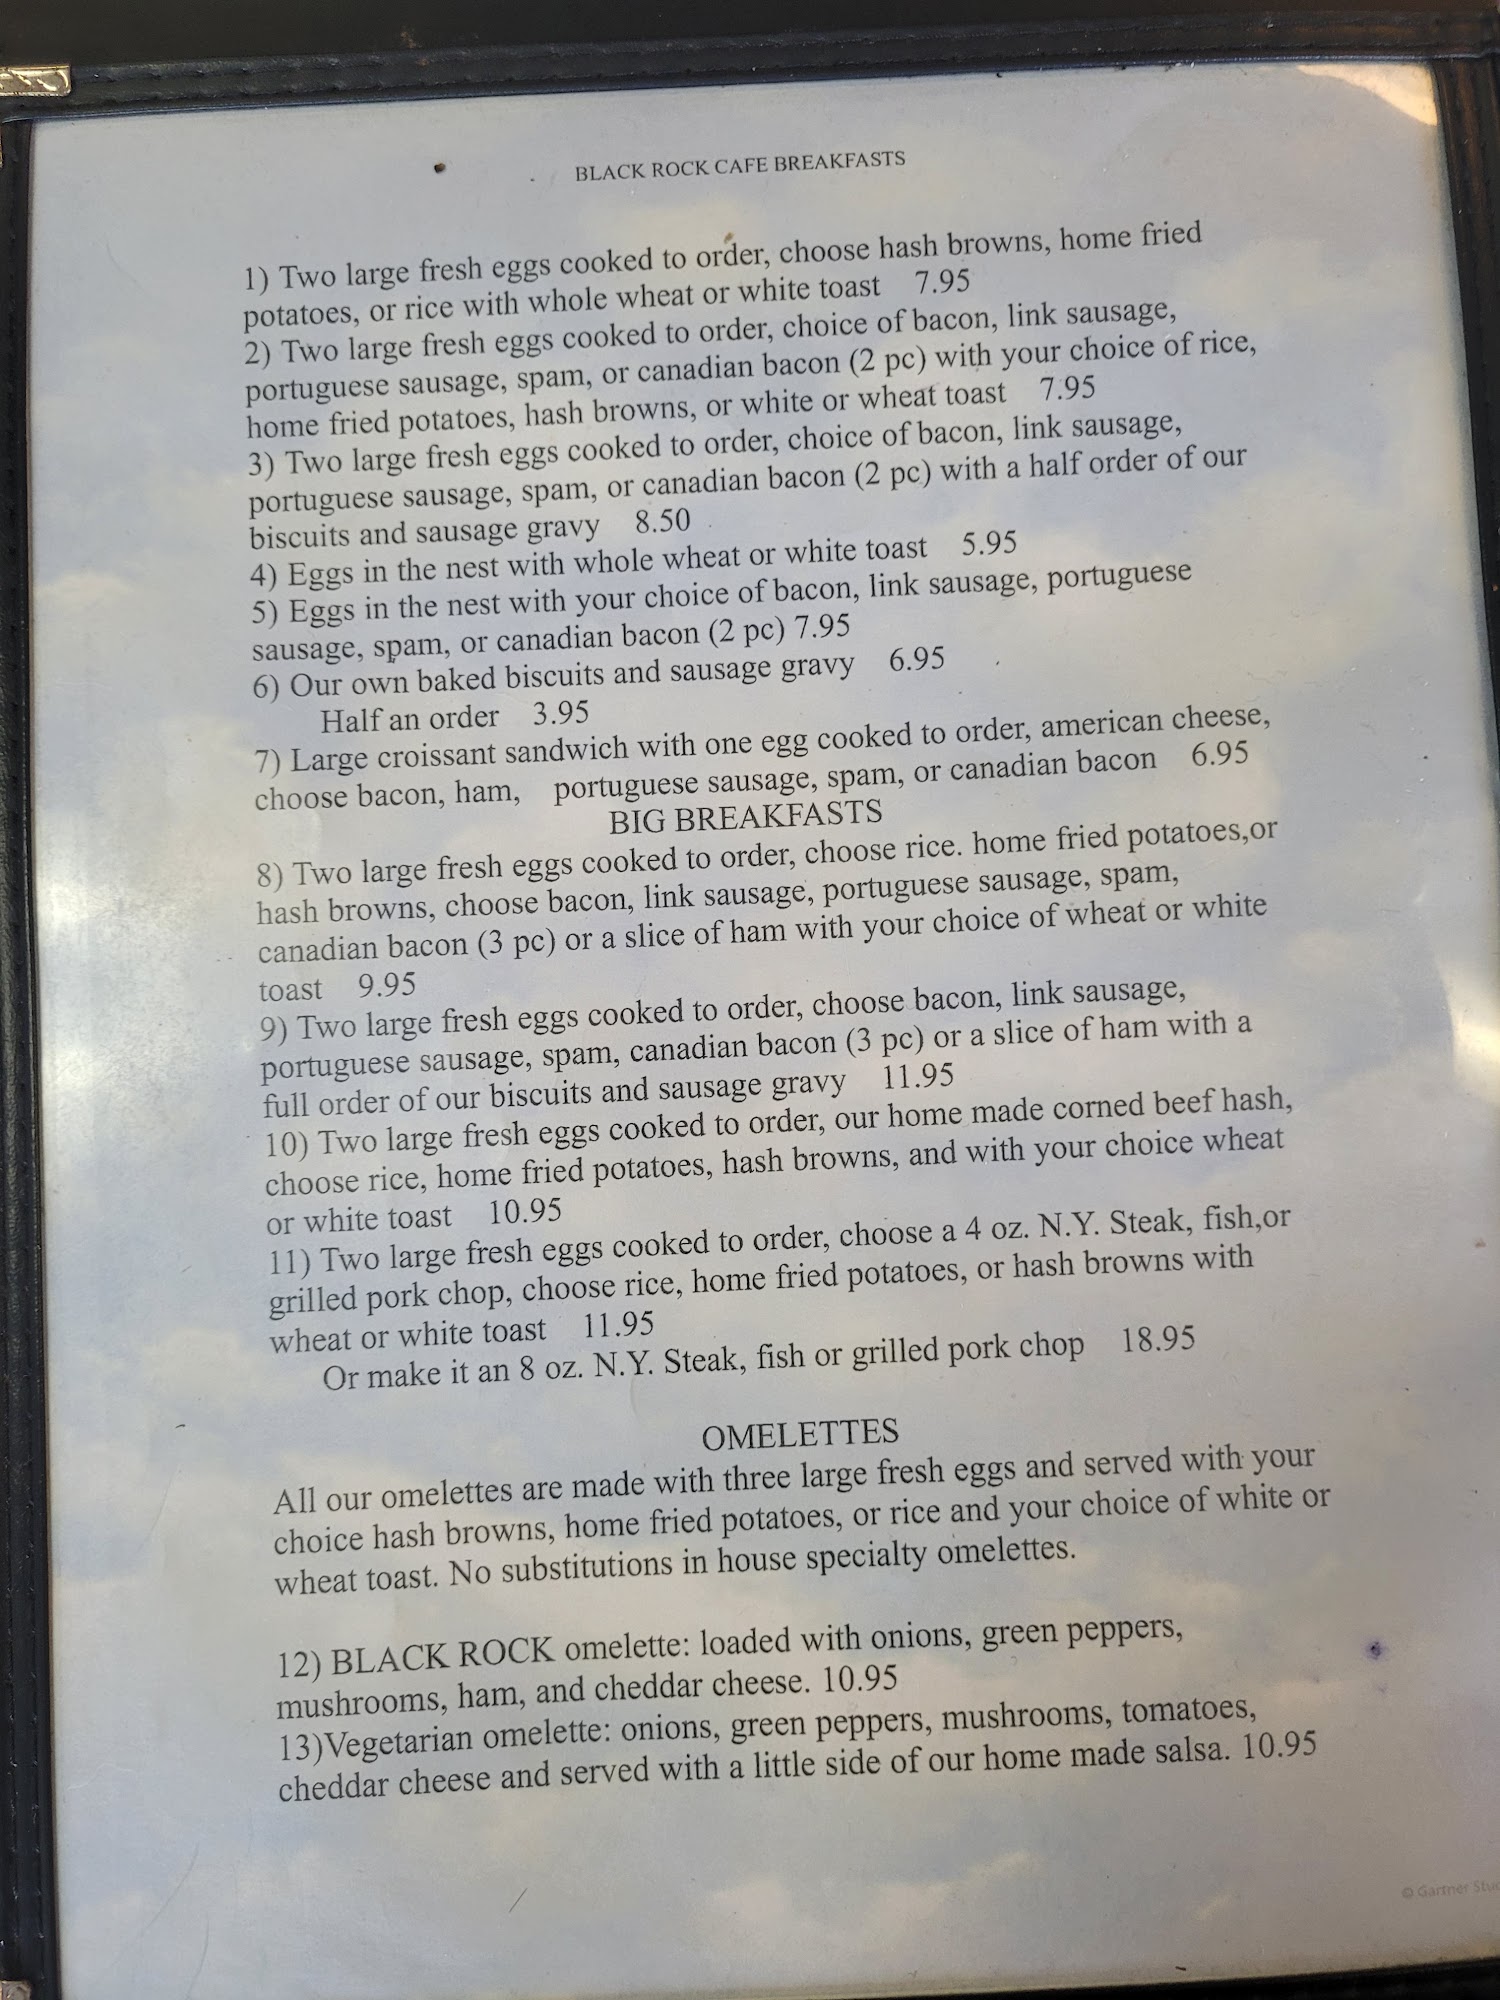 BLACK ROCK CAFE BREAKFASTS
1) Two large fresh eggs cooked to order, choose hash browns, home fried
potatoes, or rice with whole wheat or white toast 7.95
2) Two large fresh eggs cooked to order, choice of bacon, link sausage,
portuguese sausage, spam, or canadian bacon (2 pc) with your choice of rice,
home fried potatoes, hash browns, or white or wheat toast 7.95
3) Two large fresh eggs cooked to order, choice of bacon, link sausage,
portuguese sausage, spam, or canadian bacon (2 pc) with a half order of our
biscuits and sausage gravy 8.50
4) Eggs in the nest with whole wheat or white toast 5.95
5) Eggs in the nest with your choice of bacon, link sausage, portuguese
sausage, spam, or canadian bacon (2 pc) 7.95
6) Our own baked biscuits and sausage gravy 6.95
Half an order 3.95
7) Large croissant sandwich with one egg cooked to order, american cheese,
choose bacon, ham, portuguese sausage, spam, or canadian bacon 6.95
BIG BREAKFASTS
8) Two large fresh eggs cooked to order, choose rice. home fried potatoes,or
hash browns, choose bacon, link sausage, portuguese sausage, spam,
canadian bacon (3 pc) or a slice of ham with your choice of wheat or white
toast 9.95
9) Two large fresh eggs cooked to order, choose bacon, link sausage,
portuguese sausage, spam, canadian bacon (3 pc) or a slice of ham with a
full order of our biscuits and sausage gravy 11.95
10) Two large fresh eggs cooked to order, our home made corned beef hash,
choose rice, home fried potatoes, hash browns, and with your choice wheat
or white toast 10.95
11) Two large fresh eggs cooked to order, choose a 4 oz. N.Y. Steak, fish,or
grilled pork chop, choose rice, home fried potatoes, or hash browns with
wheat or white toast 11.95
Or make it an 8 oz. N.Y. Steak, fish or grilled pork chop 18.95
OMELETTES
All our omelettes are made with three large fresh eggs and served with your
choice hash browns, home fried potatoes, or rice and your choice of white or
wheat toast. No substitutions in house specialty omelettes.
12) BLACK ROCK omelette: loaded with onions, green peppers,
mushrooms, ham, and cheddar cheese. 10.95
13)Vegetarian omelette: onions, green peppers, mushrooms, tomatoes,
cheddar cheese and served with a little side of our home made salsa. 10.95
© Gartner